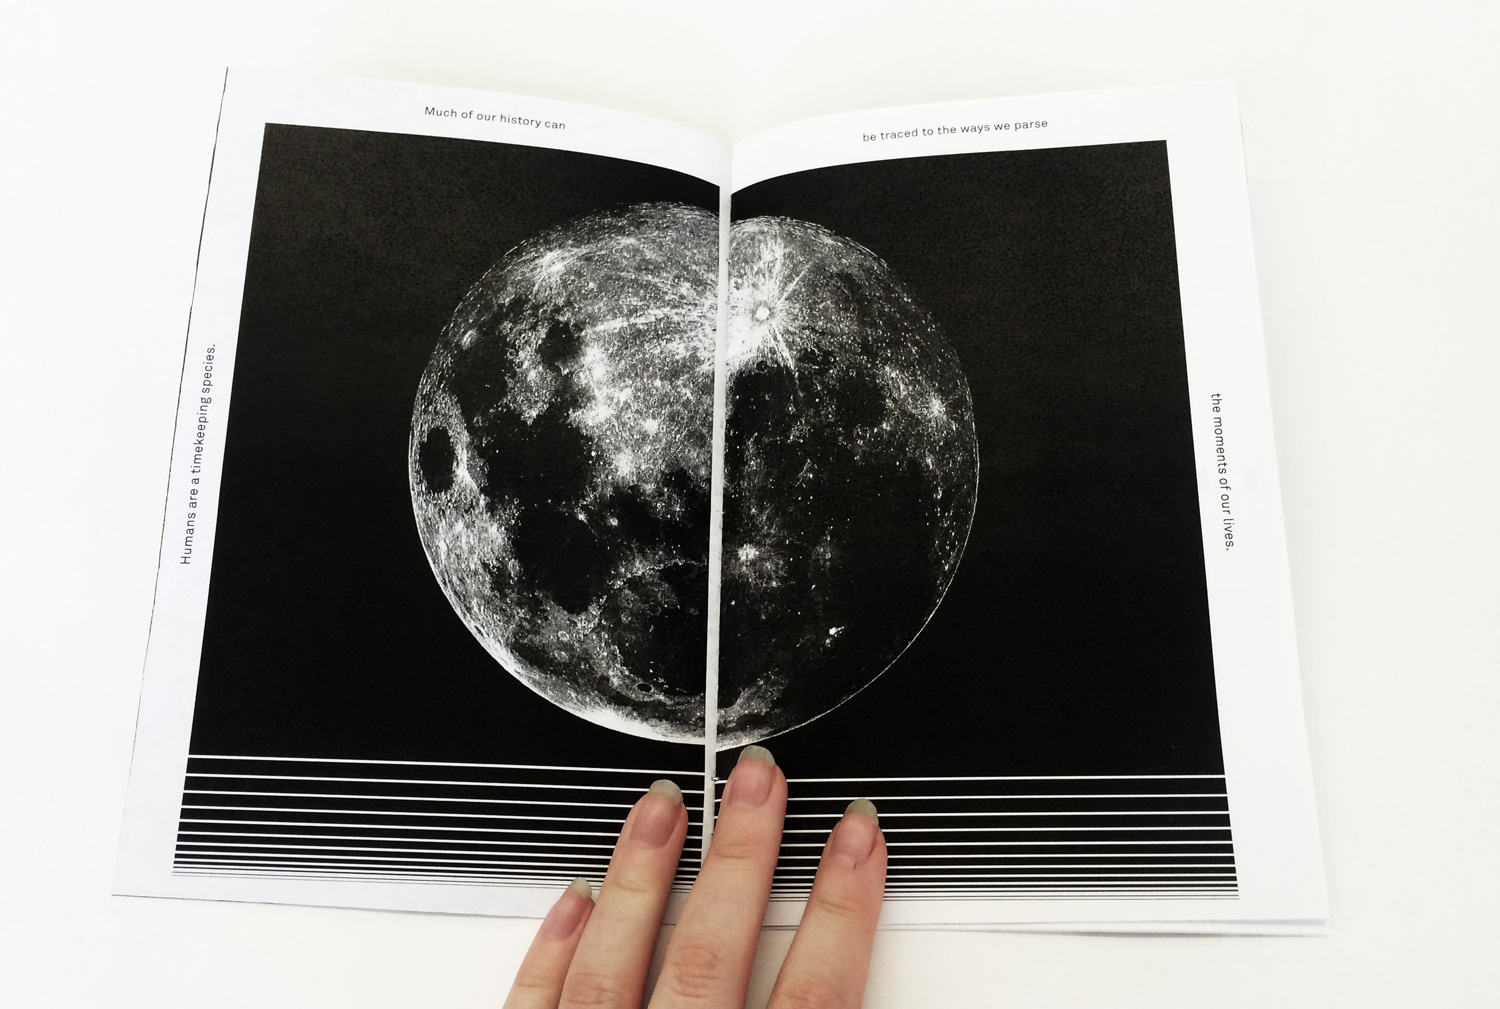 Humans are a timekeeping species.
Much of our history can
be traced to the ways we parse
the moments of our lives.